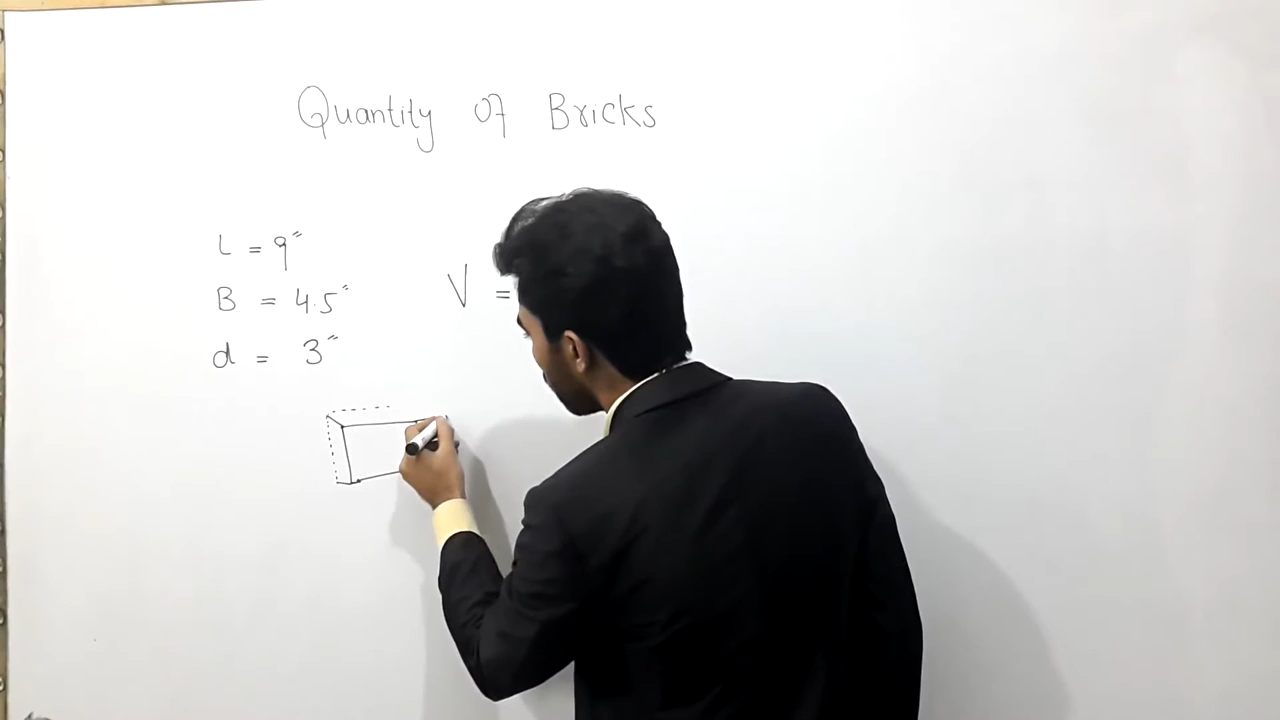 Quantity of Bricks
L = 9"
B = 4.5"
V =
d = 3"